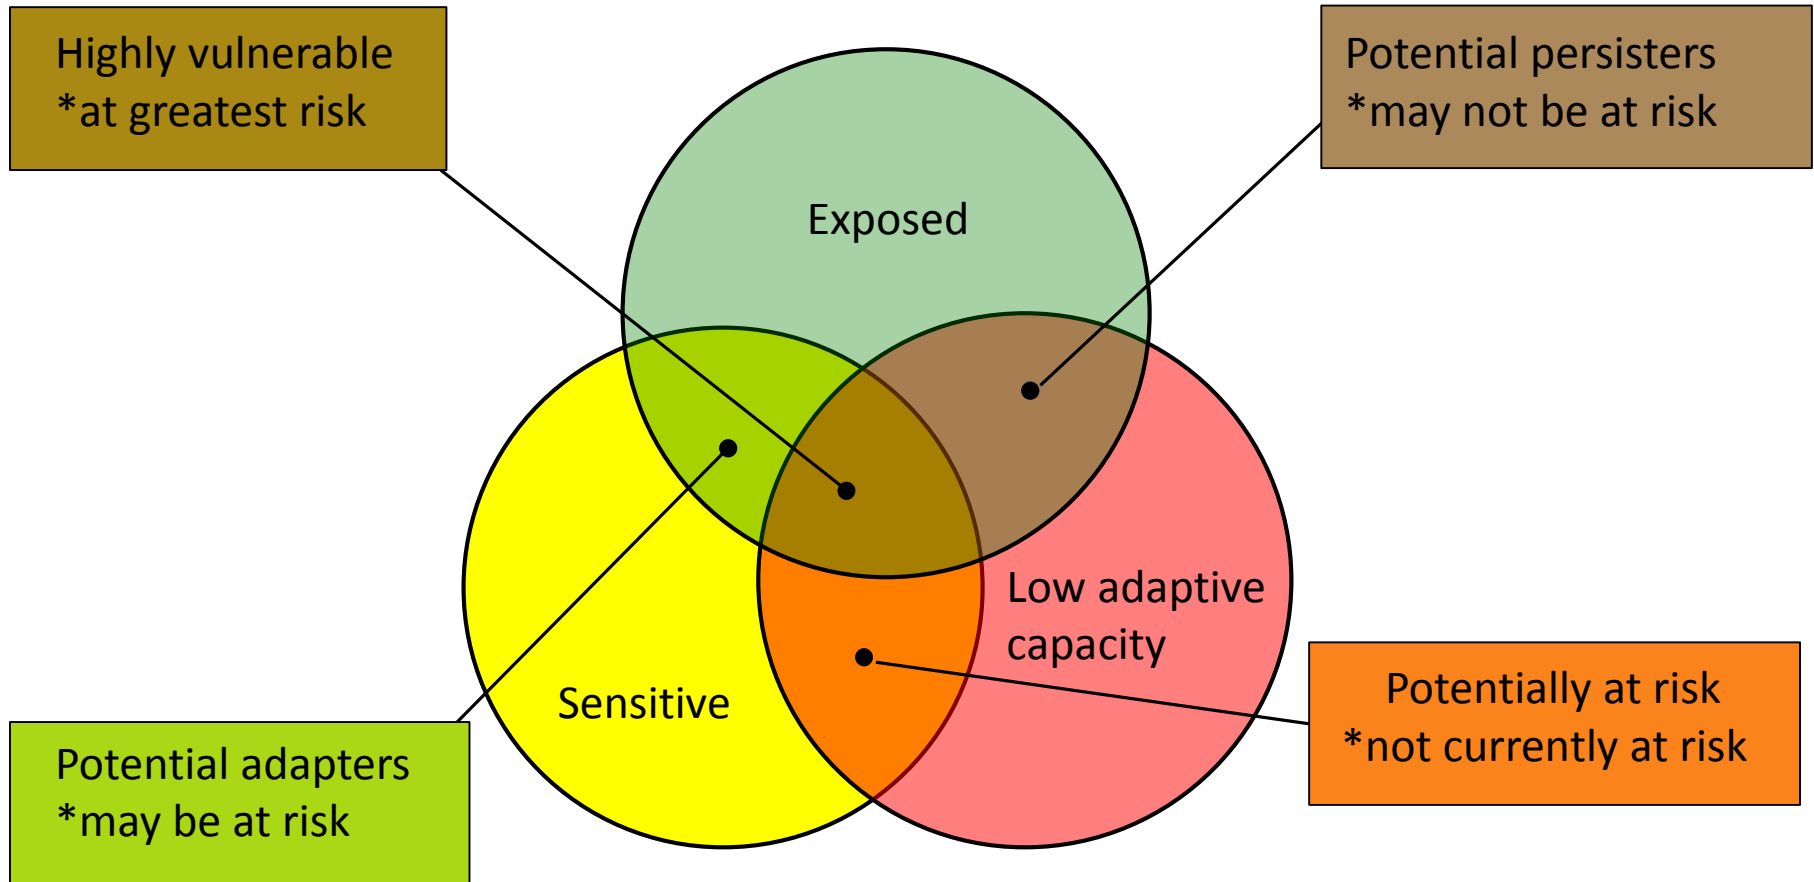 Highly vulnerable
*at greatest risk
Potential persisters
*may not be at risk
Exposed
Low adaptive
capacity
Sensitive
Potentially at risk
*not currently at risk
Potential adapters
*may be at risk